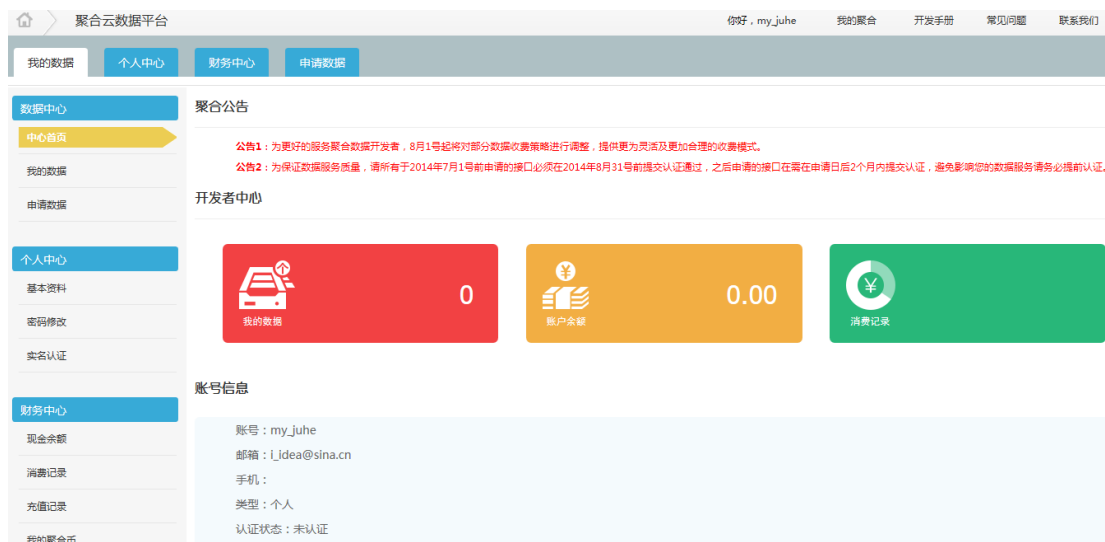 聚合云数据平台
你好，my_juhe 我的聚合 开发手册 常见问题 联系我们
我的数据 个人中心 财务中心 申请数据
数据中心
中心首页
我的数据
申请数据
个人中心
基本资料
密码修改
实名认证
财务中心
现金余额
消费记录
充值记录
我的聚合币
聚合公告
公告1：为更好的服务聚合数据开发者，8月1号起将对部分数据收费策略进行调整，提供更为灵活及更加合理的收费模式。
公告2：为保证数据服务质量，请所有于2014年7月1号前申请的接口必须在2014年8月31号前提交认证通过，之后申请的接口在需在申请日后2个月内提交认证，避免影响您的数据服务请务必提前认证。
开发者中心
个
我的数据
0
¥
账户余额
0.00
¥
消费记录
账号信息
账号：my_juhe
邮箱：i_idea@sina.cn
手机：
类型：个人
认证状态：未认证